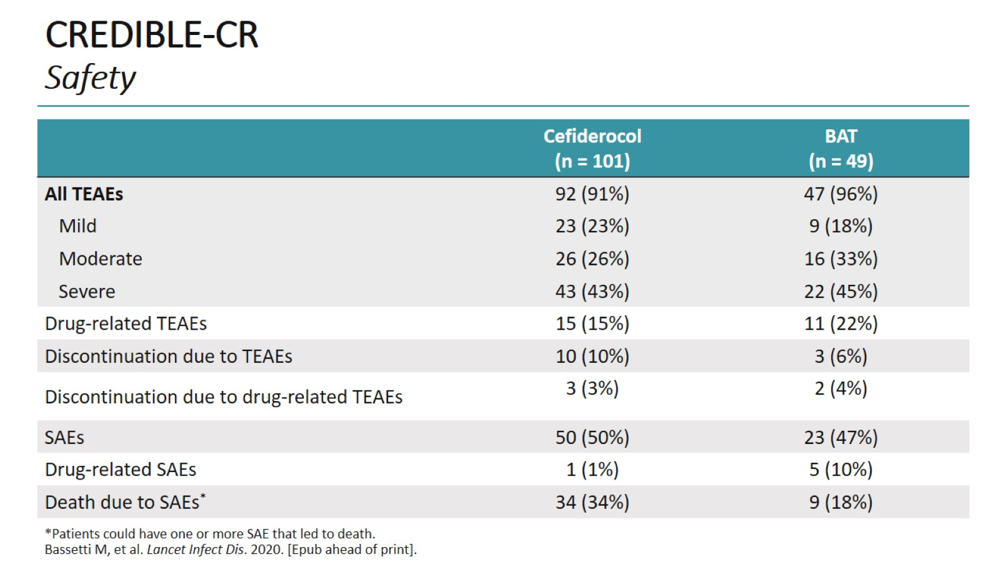 CREDIBLE-CR
Safety
Cefiderocol BAT
(n = 101) (n = 49)
All TEAEs 92 (91%) 47 (96%)
Mild 23 (23%) 9 (18%)
Moderate 26 (26%) 16 (33%)
Severe 43 (43%) 22 (45%)
Drug-related TEAEs 15 (15%) 11 (22%)
Discontinuation due to TEAEs 10 (10%) 3 (6%)
Discontinuation due to drug-related TEAEs 3 (3%) 2 (4%)
SAEs 50 (50%) 23 (47%)
Drug-related SAEs 1 (1%) 5 (10%)
Death due to SAEs* 34 (34%) 9 (18%)
*Patients could have one or more SAE that led to death.
Bassetti M, et al. Lancet Infect Dis. 2020. [Epub ahead of print].